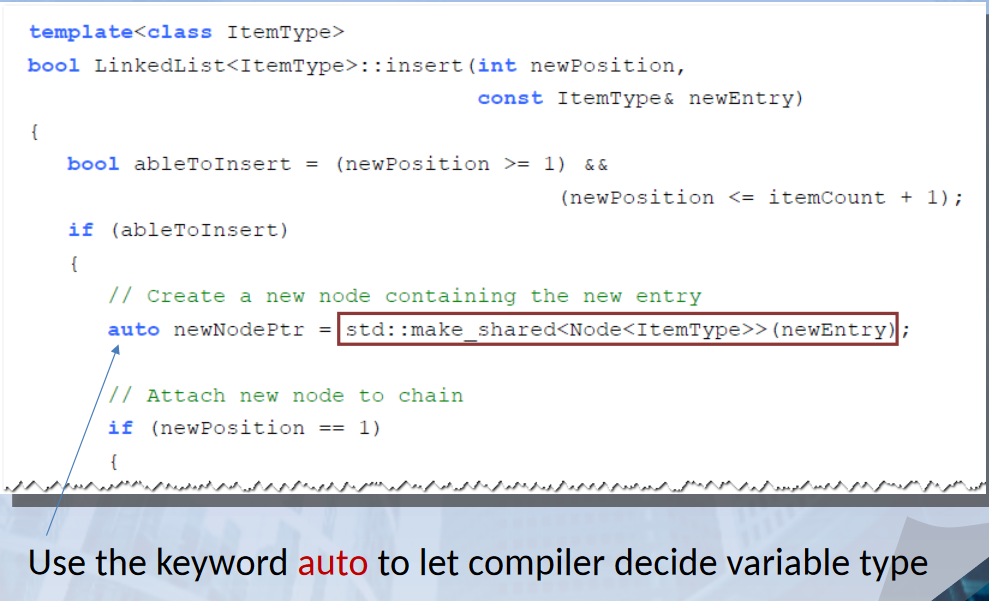 template<class ItemType>
bool LinkedList<ItemType>::insert(int newPosition,
const ItemType& newEntry)
{
bool ableToInsert = (newPosition >= 1) &&
(newPosition <= itemCount + 1);
if (ableToInsert)
{
// Create a new node containing the new entry
auto newNodePtr = std::make_shared<Node<ItemType>>(newEntry);
// Attach new node to chain
if (newPosition == 1)
{
Use the keyword auto to let compiler decide variable type